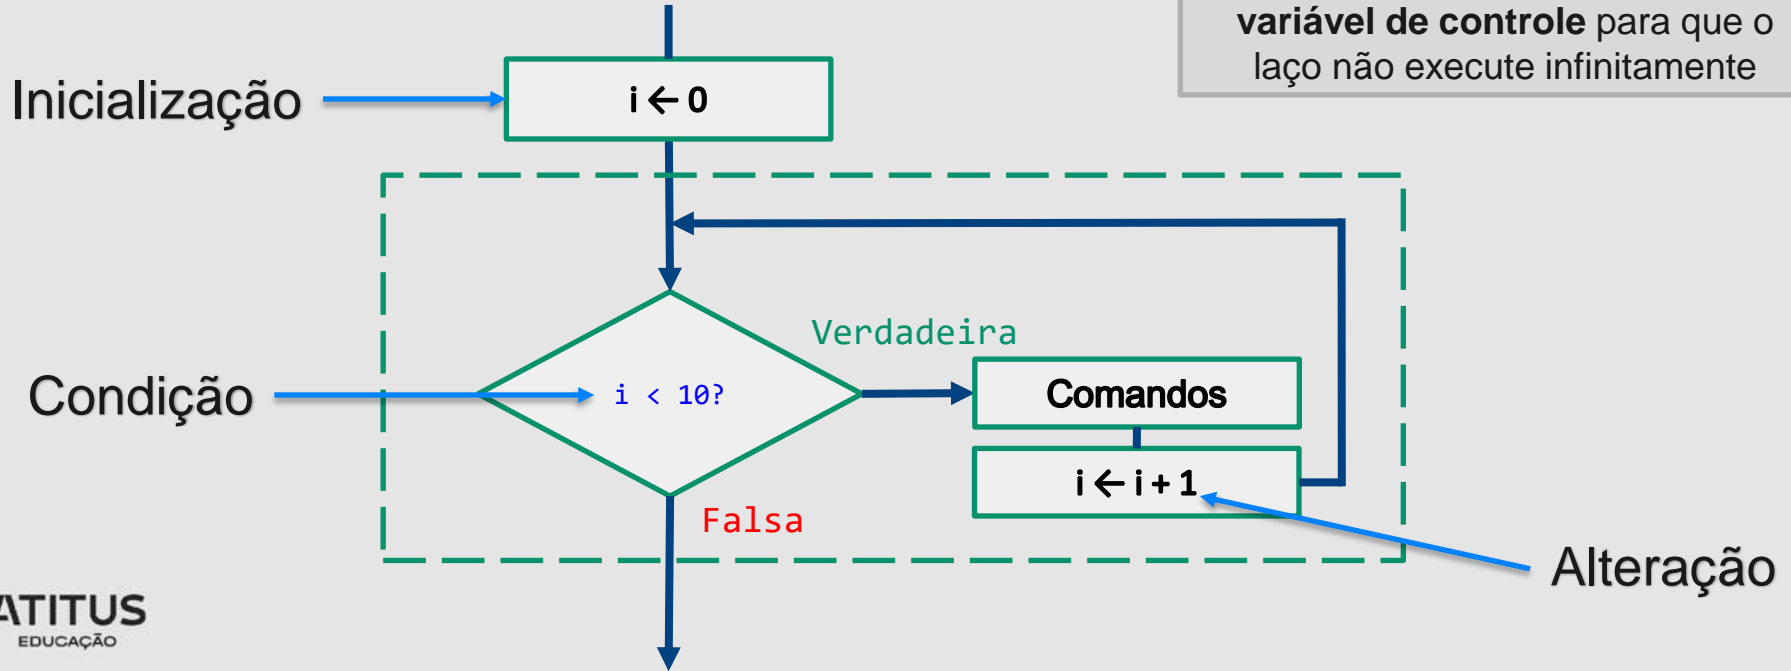 variável de controle para que o
laço não execute infinitamente
Inicialização
i ← 0
Verdadeira
Condição
i < 10?
Comandos
i ← i + 1
Falsa
Alteração
ATITUS
EDUCAÇÃO